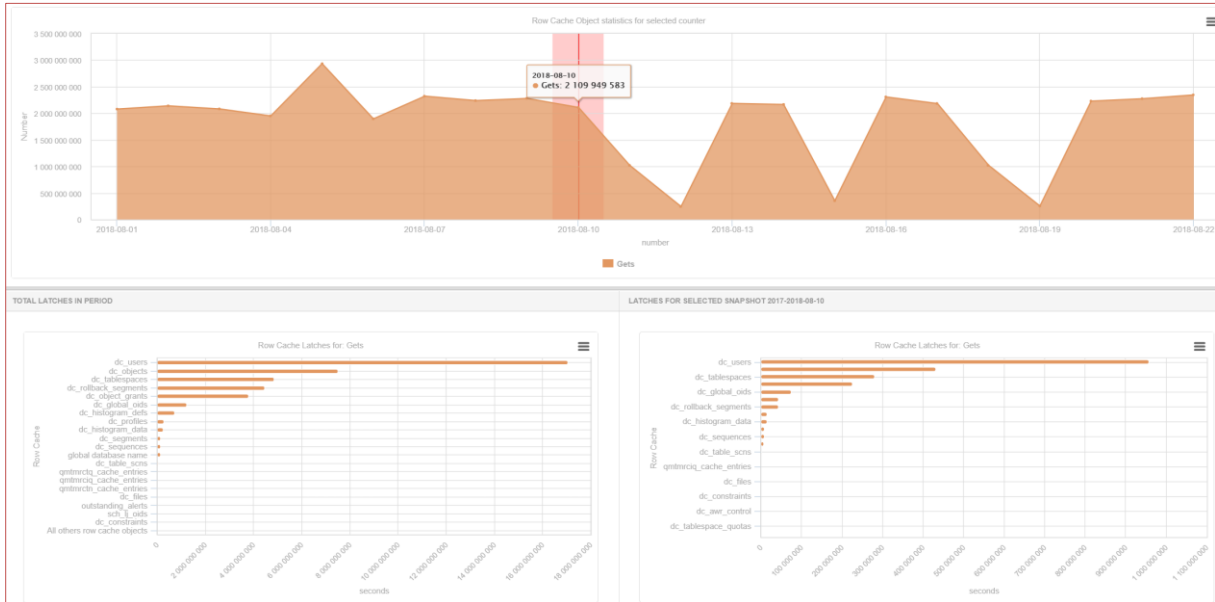 Row Cache Object statistics for selected counter
3 500 000 000
3 000 000 000
2 500 000 000
2 000 000 000
1 500 000 000
1 000 000 000
500 000 000
0
Number
2018-08-10
Gets: 2 109 949 583
2018-08-01
2018-08-04
2018-08-07
2018-08-10
2018-08-13
2018-08-16
2018-08-19
2018-08-22
number
Gets
TOTAL LATCHES IN PERIOD
Row Cache Latches for: Gets
Row Cache
dc_users
dc_objects
dc_tablespaces
dc_rollback_segments
dc_object_grants
dc_global_oids
dc_histogram_defs
dc_profiles
dc_histogram_data
dc_segments
dc_sequences
global database name
dc_table_scns
qmtmrctq_cache_entries
qmtmrciq_cache_entries
qmtmrctn_cache_entries
dc_files
outstanding_alerts
sch_lj_oids
dc_constraints
All others row cache objects
0
2 000 000 000
4 000 000 000
6 000 000 000
8 000 000 000
10 000 000 000
12 000 000 000
14 000 000 000
16 000 000 000
18 000 000 000
seconds
LATCHES FOR SELECTED SNAPSHOT 2017-2018-08-10
Row Cache Latches for: Gets
Row Cache
dc_users
dc_tablespaces
dc_global_oids
dc_rollback_segments
dc_histogram_data
dc_sequences
dc_table_scns
qmtmrciq_cache_entries
dc_files
dc_constraints
dc_awr_control
dc_tablespace_quotas
0
100 000 000
200 000 000
300 000 000
400 000 000
500 000 000
600 000 000
700 000 000
800 000 000
900 000 000
1 000 000 000
1 100 000 000
seconds